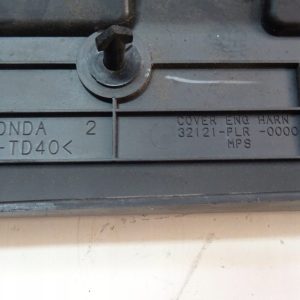 ONDA 2
-TD40<
COVER ENG HARN
32121-PLR -0000
MPS